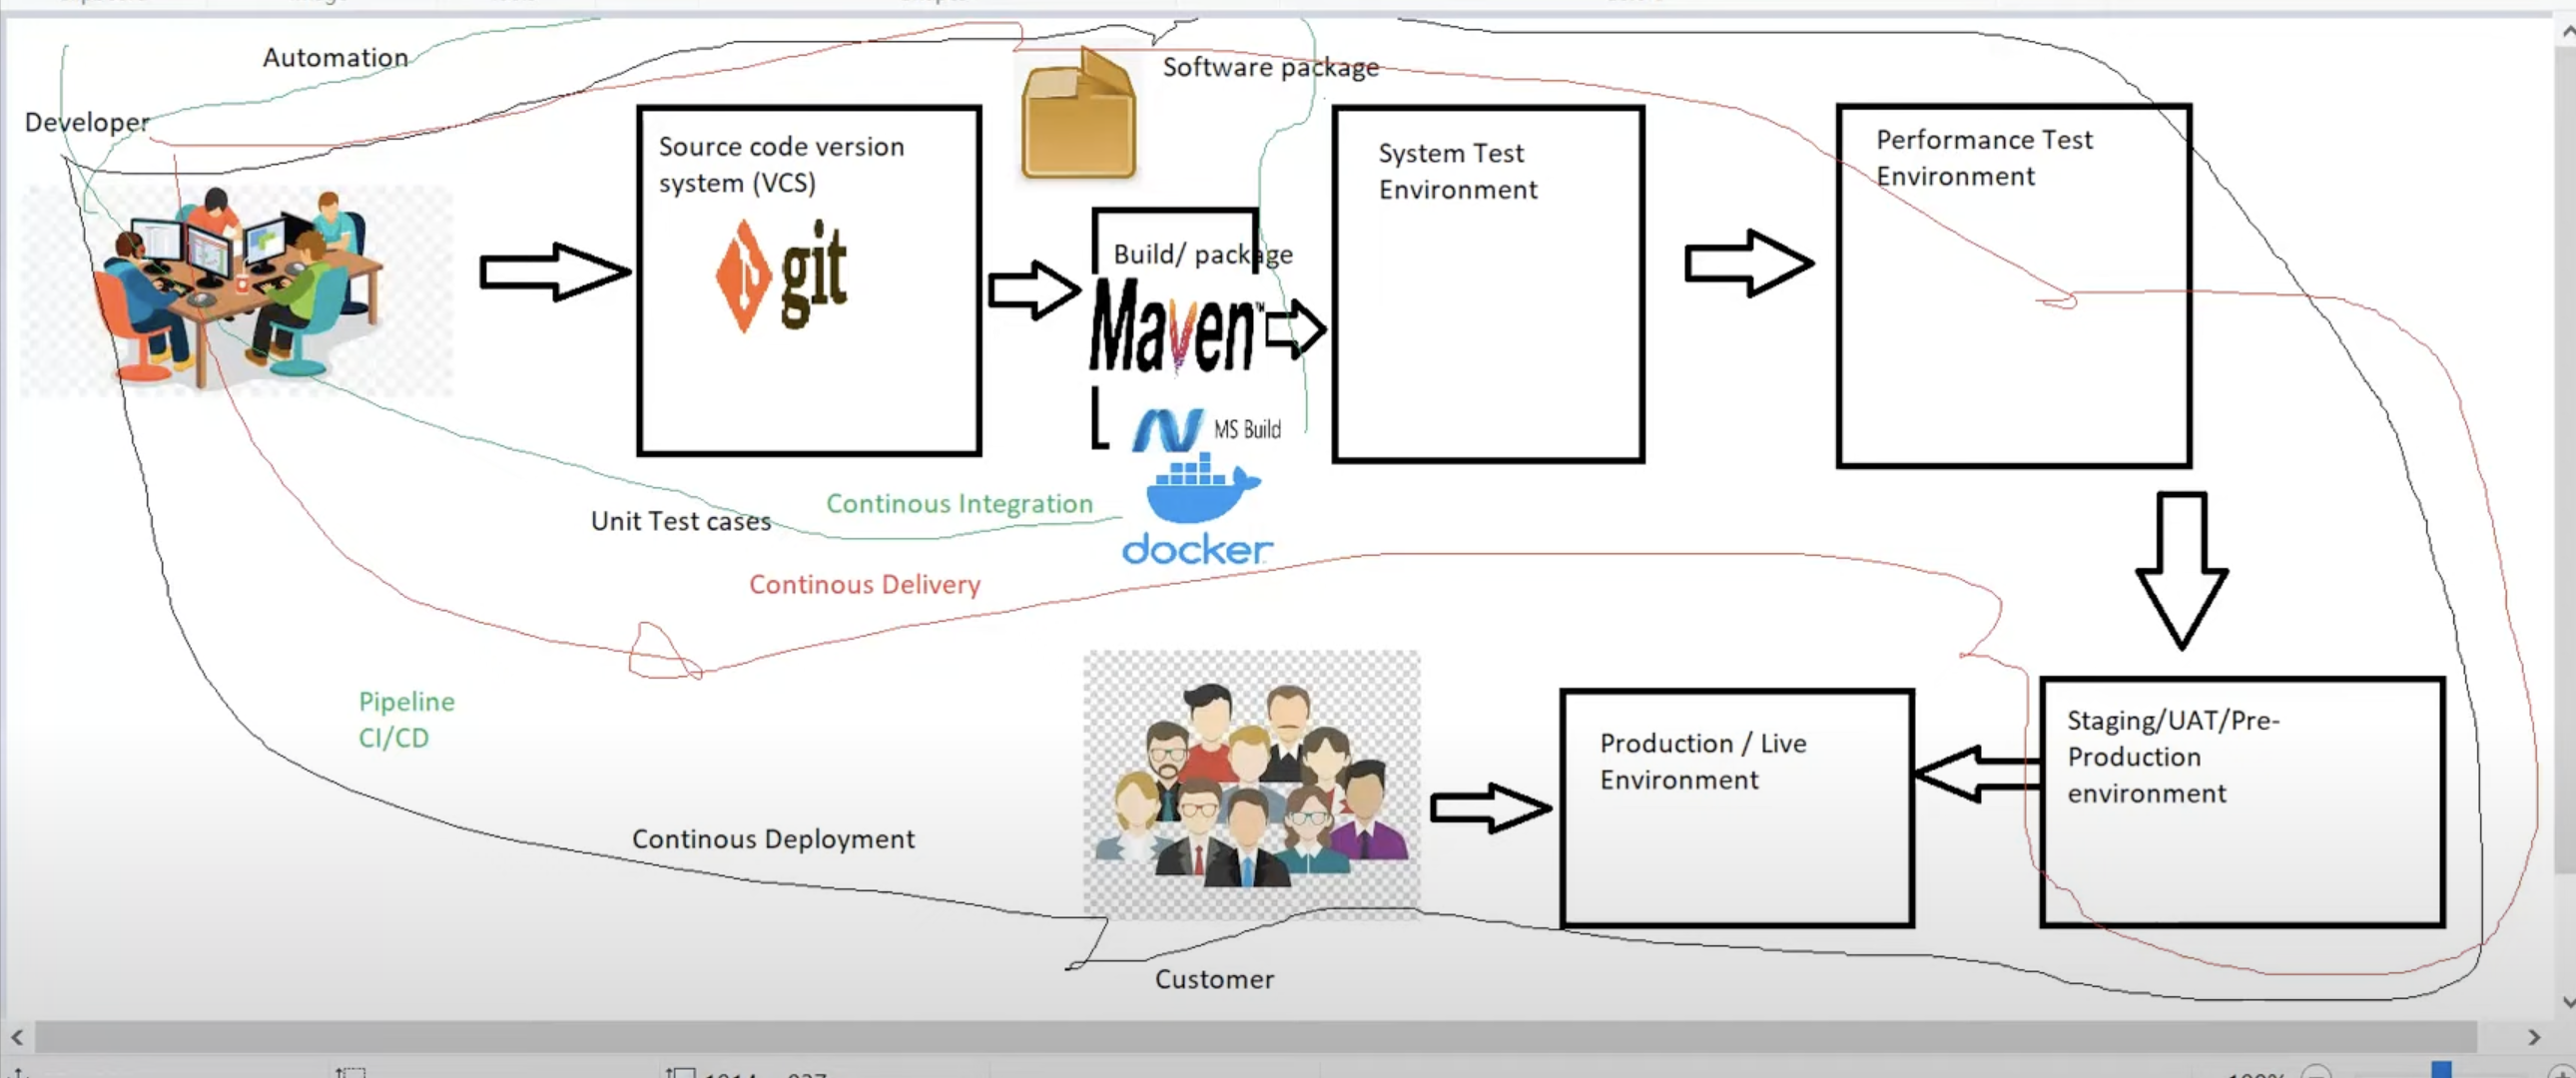 Automation
Software package
Developer
Source code version
system (VCS)
git
Build/ package
Maven™
MS Build
docker
System Test
Environment
Performance Test
Environment
Continous Integration
Unit Test cases
Continous Delivery
Pipeline
CI/CD
Continous Deployment
Customer
Production / Live
Environment
Staging/UAT/Pre-
Production
environment